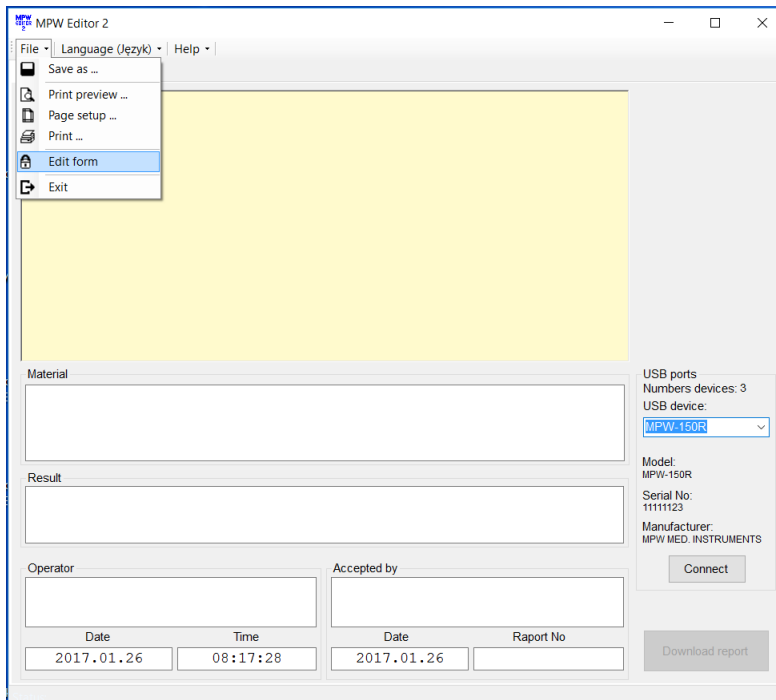 MPW
EDITOR
2
MPW Editor 2
File
Language (Język)
Help
Save as ...
Print preview ...
Page setup ...
Print ...
Edit form
Exit
Material
Result
Operator
Accepted by
Date
Time
Date
Raport No
2017.01.26
08:17:28
2017.01.26
USB ports
Numbers devices: 3
USB device:
MPW-150R
Model:
MPW-150R
Serial No:
11111123
Manufacturer:
MPW MED. INSTRUMENTS
Connect
Download report